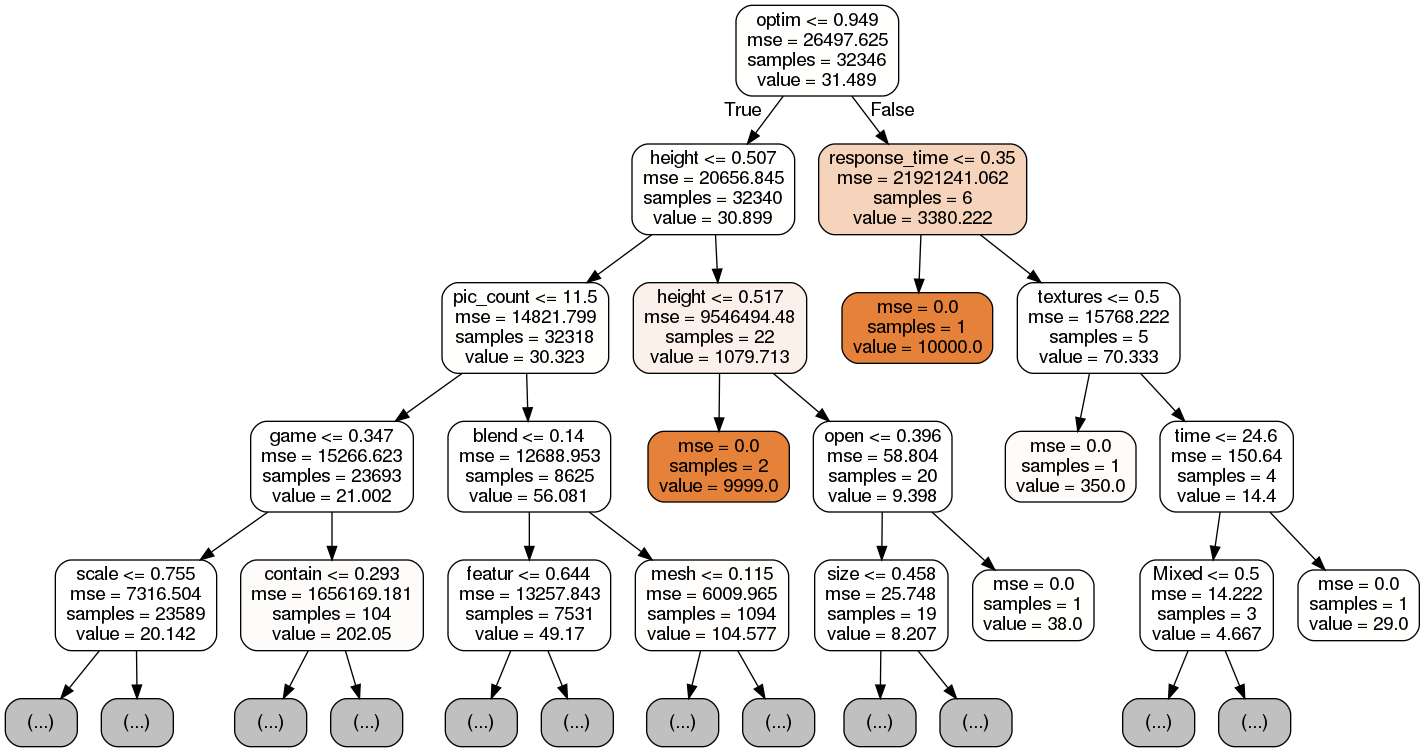 optim <= 0.949
mse = 26497.625
samples = 32346
value = 31.489
True
False
height <= 0.507
mse = 20656.845
samples = 32340
value = 30.899
response_time <= 0.35
mse = 21921241.062
samples = 6
value = 3380.222
pic_count <= 11.5
mse = 14821.799
samples = 32318
value = 30.323
height <= 0.517
mse = 9546494.48
samples = 22
value = 1079.713
mse = 0.0
samples = 1
value = 10000.0
textures <= 0.5
mse = 15768.222
samples = 5
value = 70.333
game <= 0.347
mse = 15266.623
samples = 23693
value = 21.002
blend <= 0.14
mse = 12688.953
samples = 8625
value = 56.081
mse = 0.0
samples = 2
value = 9999.0
open <= 0.396
mse = 58.804
samples = 20
value = 9.398
mse = 0.0
samples = 1
value = 350.0
time <= 24.6
mse = 150.64
samples = 4
value = 14.4
scale <= 0.755
mse = 7316.504
samples = 23589
value = 20.142
contain <= 0.293
mse = 1656169.181
samples = 104
value = 202.05
featur <= 0.644
mse = 13257.843
samples = 7531
value = 49.17
mesh <= 0.115
mse = 6009.965
samples = 1094
value = 104.577
size <= 0.458
mse = 25.748
samples = 19
value = 8.207
mse = 0.0
samples = 1
value = 38.0
Mixed <= 0.5
mse = 14.222
samples = 3
value = 4.667
mse = 0.0
samples = 1
value = 29.0
(...)
(...)
(...)
(...)
(...)
(...)
(...)
(...)
(...)
(...)
(...)
(...)